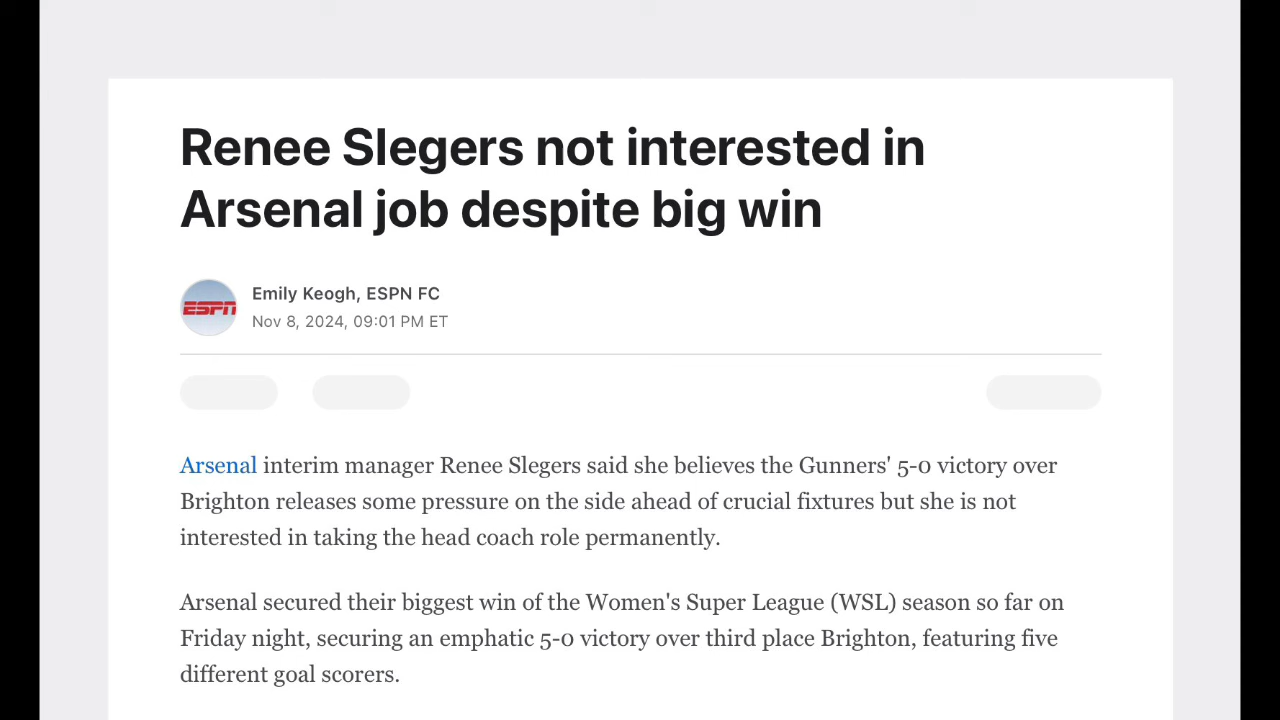 Renee Slegers not interested in
Arsenal job despite big win
ESPN
Emily Keogh, ESPN FC
Nov 8, 2024, 09:01 PM ET
Arsenal interim manager Renee Slegers said she believes the Gunners' 5-0 victory over
Brighton releases some pressure on the side ahead of crucial fixtures but she is not
interested in taking the head coach role permanently.
Arsenal secured their biggest win of the Women's Super League (WSL) season so far on
Friday night, securing an emphatic 5-0 victory over third place Brighton, featuring five
different goal scorers.